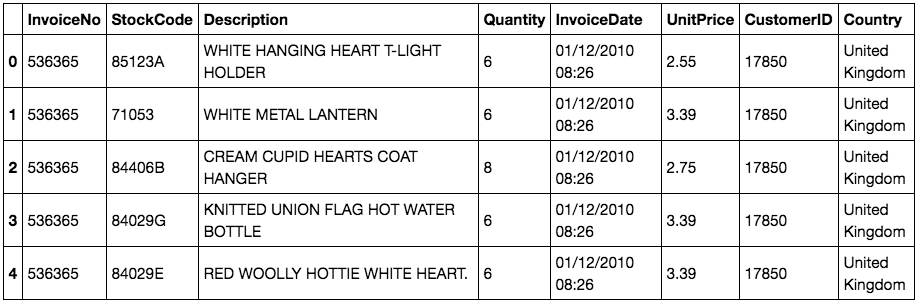 InvoiceNo StockCode Description Quantity InvoiceDate UnitPrice CustomerID Country
0 536365 85123A WHITE HANGING HEART T-LIGHT HOLDER 6 01/12/2010 08:26 2.55 17850 United Kingdom
1 536365 71053 WHITE METAL LANTERN 6 01/12/2010 08:26 3.39 17850 United Kingdom
2 536365 84406B CREAM CUPID HEARTS COAT HANGER 8 01/12/2010 08:26 2.75 17850 United Kingdom
3 536365 84029G KNITTED UNION FLAG HOT WATER BOTTLE 6 01/12/2010 08:26 3.39 17850 United Kingdom
4 536365 84029E RED WOOLLY HOTTIE WHITE HEART. 6 01/12/2010 08:26 3.39 17850 United Kingdom